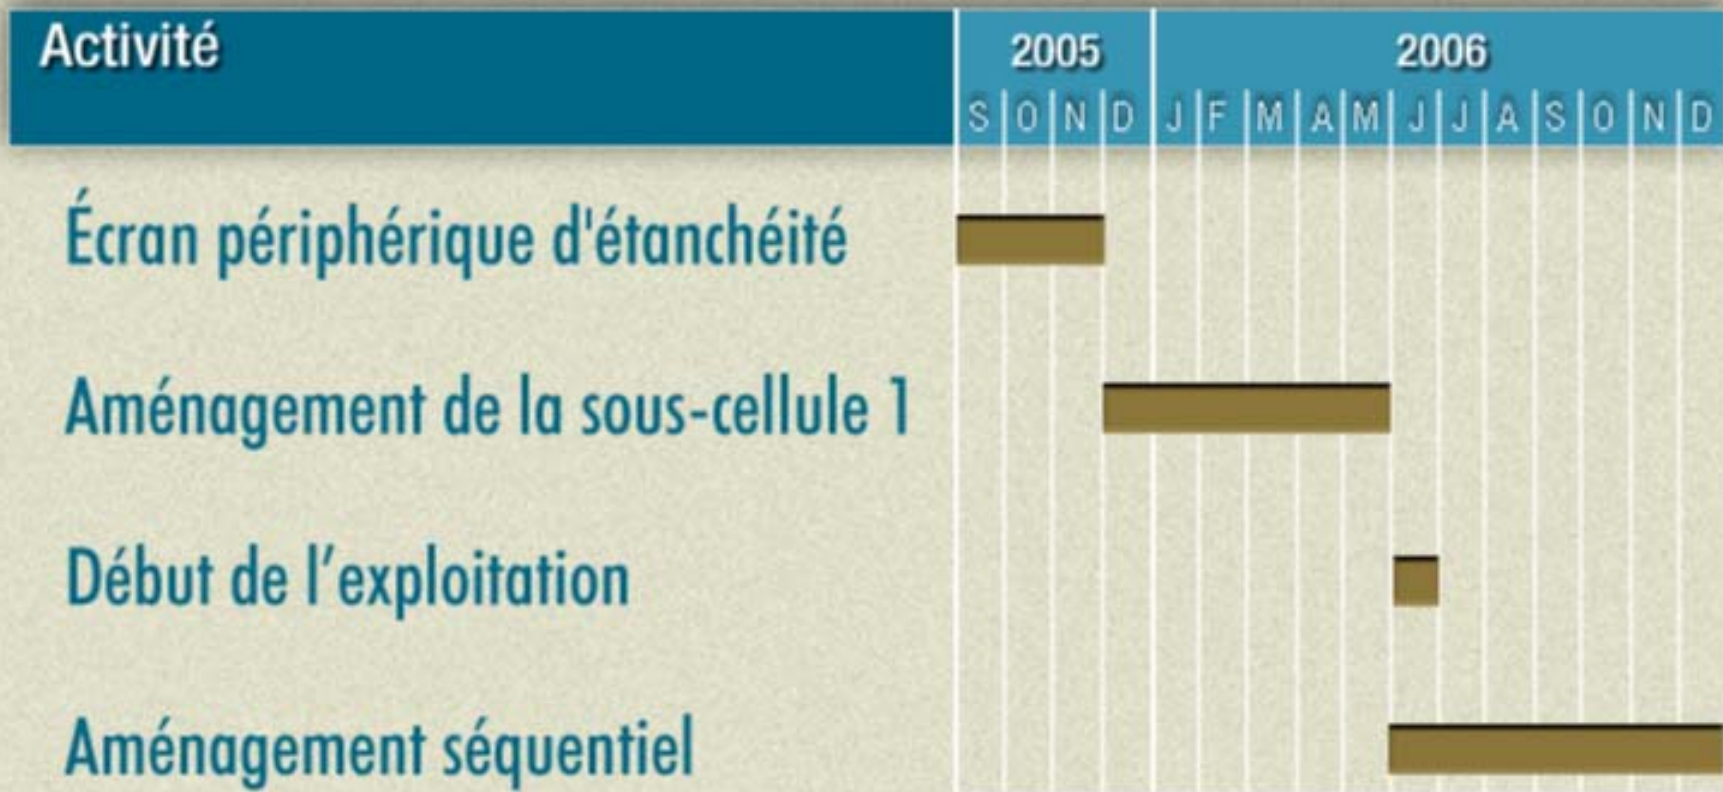 Activité 2005 2006
S O N D J F M A M J J A S O N D
Écran périphérique d'étanchéité
Aménagement de la sous-cellule 1
Début de l’exploitation
Aménagement séquentiel